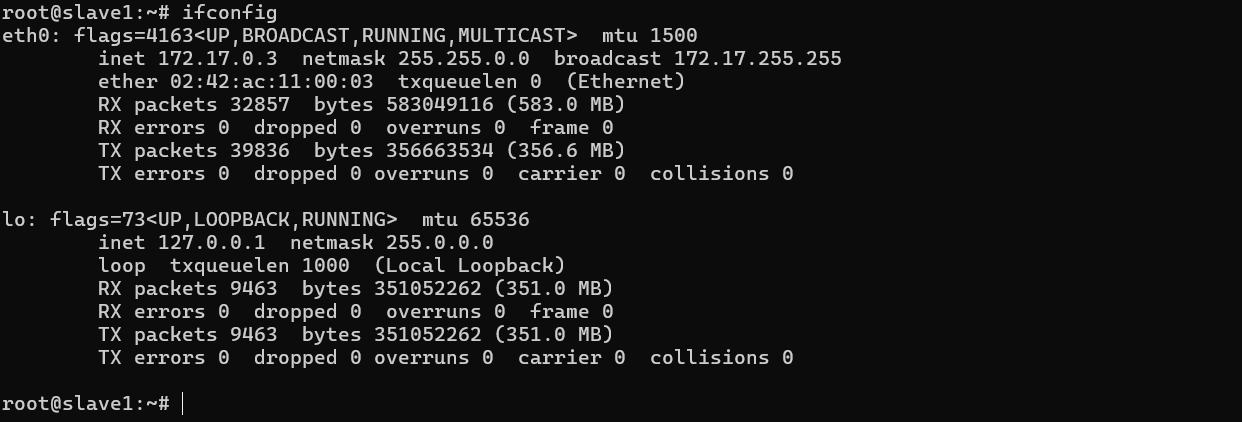 root@slave1:~# ifconfig
eth0: flags=4163<UP,BROADCAST,RUNNING,MULTICAST>  mtu 1500
        inet 172.17.0.3  netmask 255.255.0.0  broadcast 172.17.255.255
        ether 02:42:ac:11:00:03  txqueuelen 0  (Ethernet)
        RX packets 32857  bytes 583049116 (583.0 MB)
        RX errors 0  dropped 0  overruns 0  frame 0
        TX packets 39836  bytes 356663534 (356.6 MB)
        TX errors 0  dropped 0 overruns 0  carrier 0  collisions 0

lo: flags=73<UP,LOOPBACK,RUNNING>  mtu 65536
        inet 127.0.0.1  netmask 255.0.0.0
        loop  txqueuelen 1000  (Local Loopback)
        RX packets 9463  bytes 351052262 (351.0 MB)
        RX errors 0  dropped 0  overruns 0  frame 0
        TX packets 9463  bytes 351052262 (351.0 MB)
        TX errors 0  dropped 0 overruns 0  carrier 0  collisions 0

root@slave1:~#